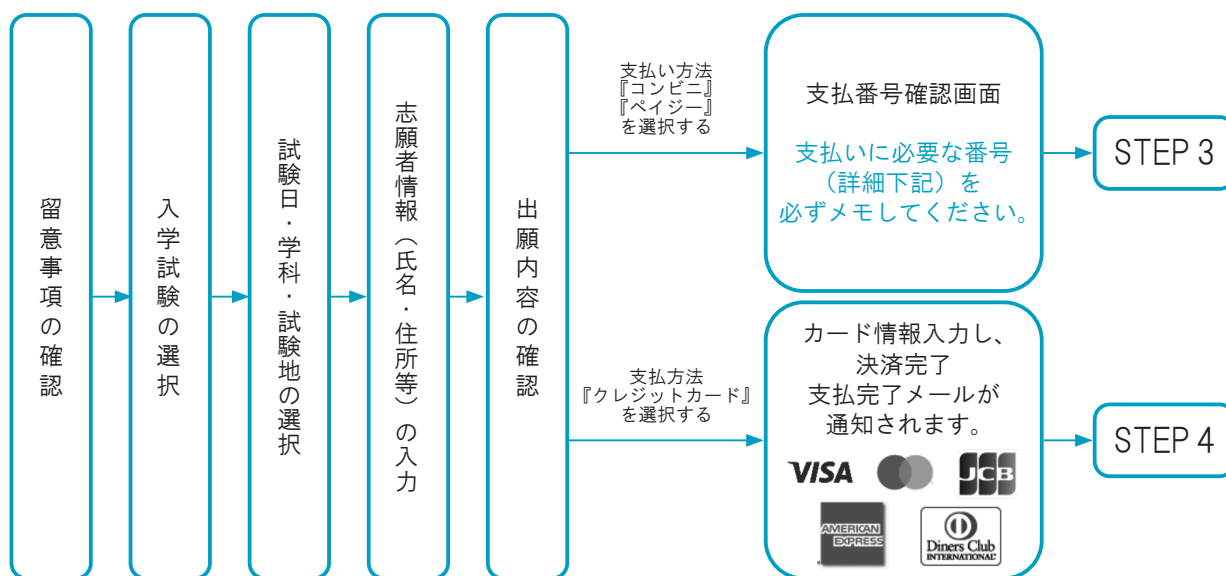 留意事項の確認
入学試験の選択
試験日・学科・試験地の選択
志願者情報（氏名・住所等）の入力
出願内容の確認
支払い方法
『コンビニ』
『ペイジー』
を選択する
支払番号確認画面
支払いに必要な番号
（詳細下記）を
必ずメモしてください。
STEP 3
支払方法
『クレジットカード』
を選択する
カード情報入力し、
決済完了
支払完了メールが
通知されます。
VISA
JCB
AMERICAN
EXPRESS
Diners Club
INTERNATIONAL
STEP 4